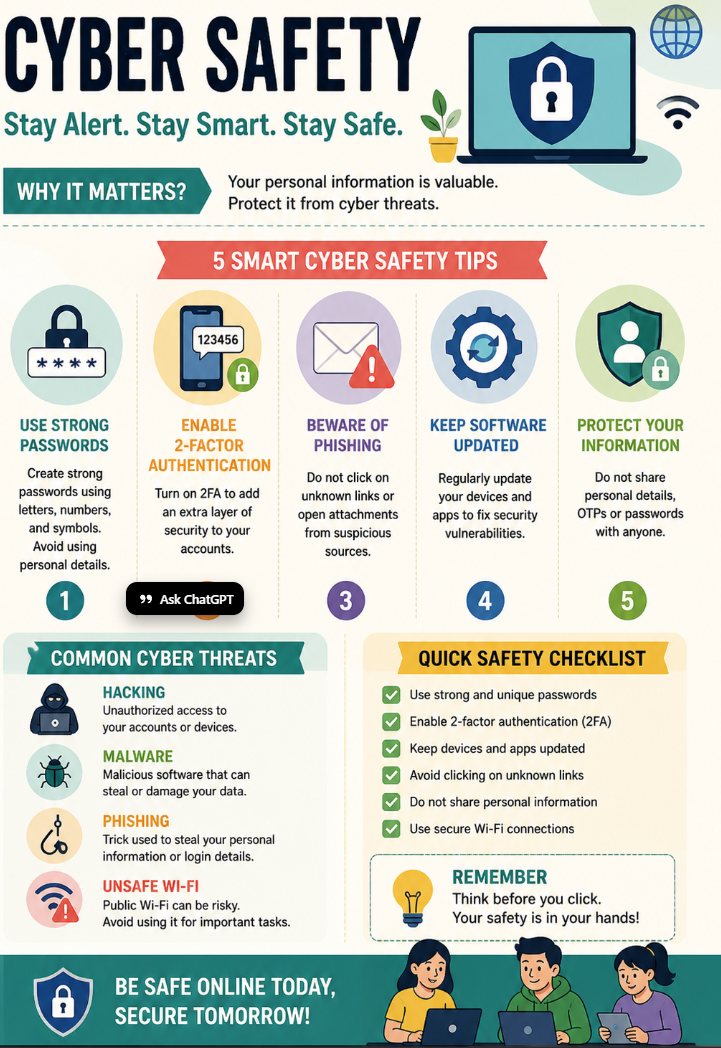 CYBER SAFETY
Stay Alert. Stay Smart. Stay Safe.
WHY IT MATTERS?
Your personal information is valuable.
Protect it from cyber threats.
5 SMART CYBER SAFETY TIPS
****
USE STRONG
PASSWORDS
Create strong
passwords using
letters, numbers,
and symbols.
Avoid using
personal details.
1
123456
ENABLE
2-FACTOR
AUTHENTICATION
Turn on 2FA to add
an extra layer of
security to your
accounts.
Ask ChatGPT
!
BEWARE OF
PHISHING
Do not click on
unknown links or
open attachments
from suspicious
sources.
3
KEEP SOFTWARE
UPDATED
Regularly update
your devices and
apps to fix security
vulnerabilities.
4
PROTECT YOUR
INFORMATION
Do not share
personal details,
OTPs or passwords
with anyone.
5
COMMON CYBER THREATS
HACKING
Unauthorized access to
your accounts or devices.
MALWARE
Malicious software that can
steal or damage your data.
PHISHING
Trick used to steal your personal
information or login details.
!
UNSAFE WI-FI
Public Wi-Fi can be risky.
Avoid using it for important tasks.
QUICK SAFETY CHECKLIST
Use strong and unique passwords
Enable 2-factor authentication (2FA)
Keep devices and apps updated
Avoid clicking on unknown links
Do not share personal information
Use secure Wi-Fi connections
REMEMBER
Think before you click.
Your safety is in your hands!
BE SAFE ONLINE TODAY,
SECURE TOMORROW!